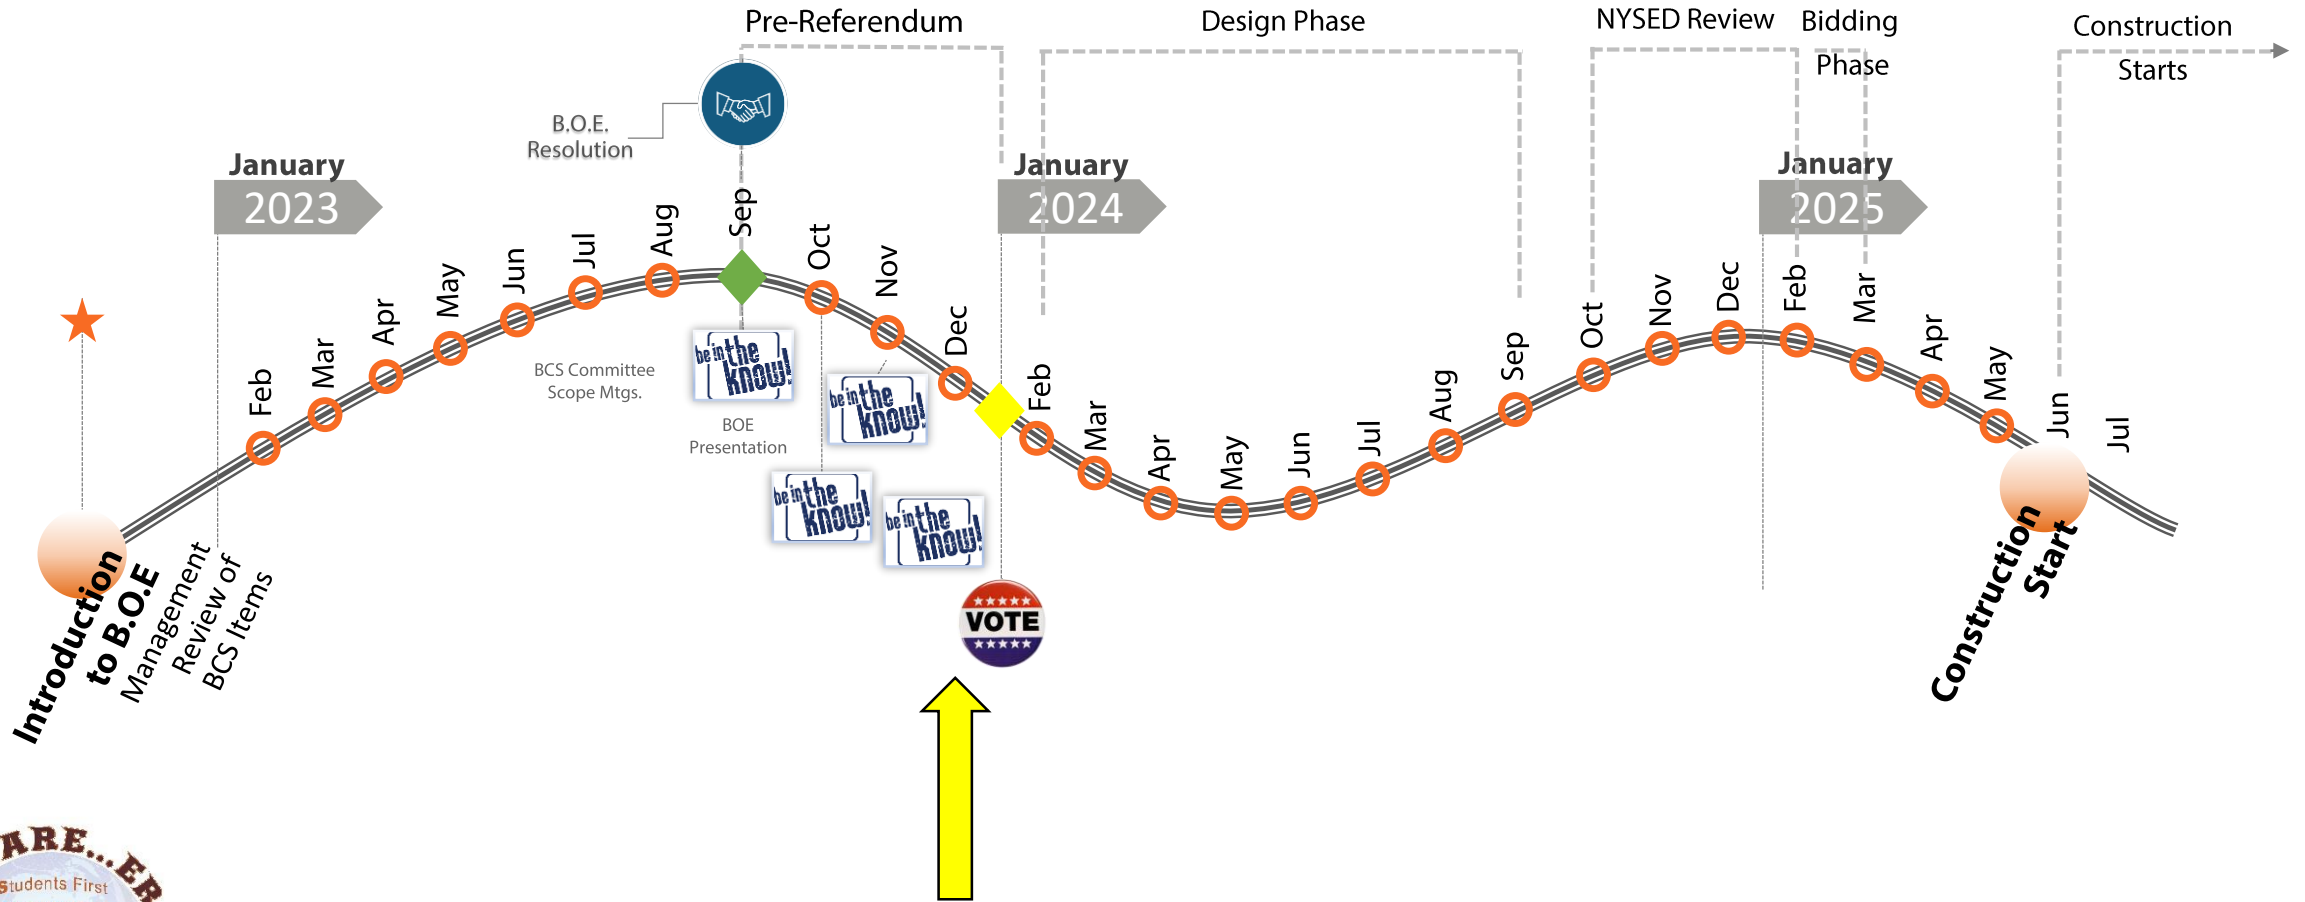 Pre-Referendum
Design Phase
NYSED Review
Bidding
Phase
Construction
Starts
B.O.E.
Resolution
January
2023
January
2024
January
2025
Feb
Mar
Apr
May
Jun
Jul
Aug
Sep
Oct
Nov
Dec
Feb
Mar
Apr
May
Jun
Jul
Aug
Sep
Oct
Nov
Dec
Feb
Mar
Apr
May
Jun
Jul
BCS Committee
Scope Mtgs.
be in the
know!
BOE
Presentation
be in the
know!
be in the
know!
be in the
know!
VOTE
Introduction
to B.O.E
Management
Review of
BCS Items
Construction
Start
ARE...ER
Students First